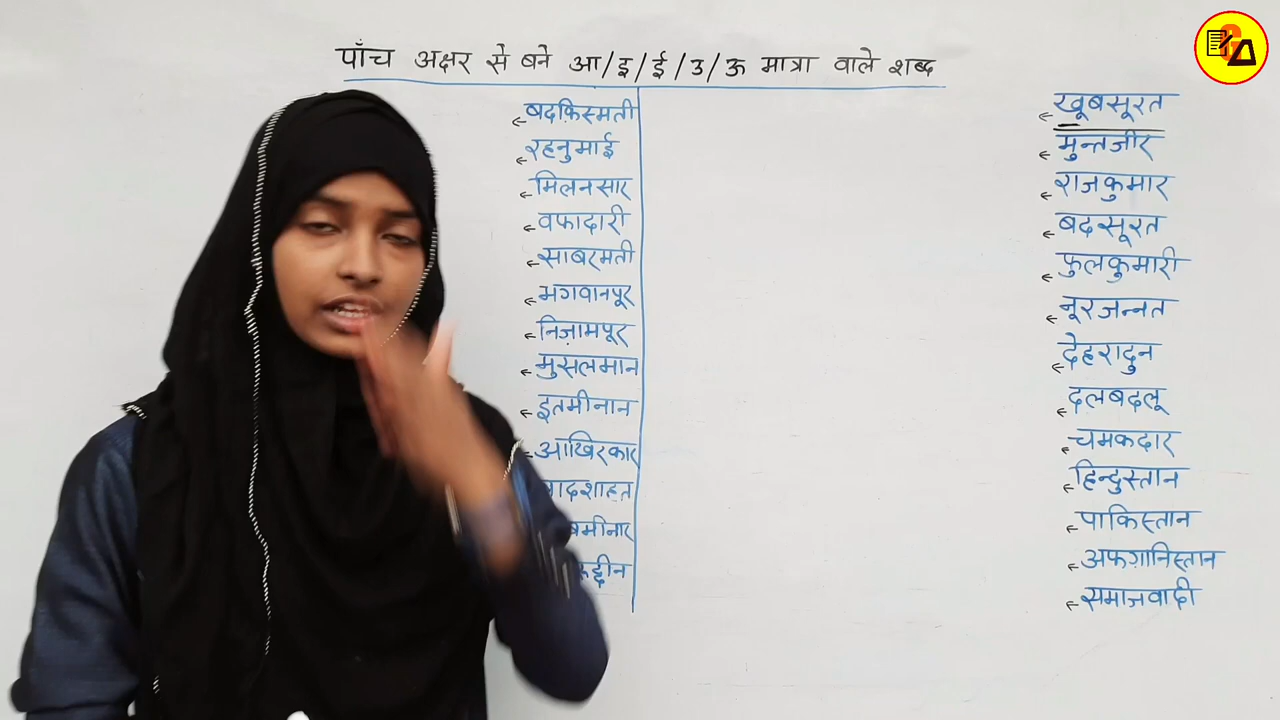 पाँच अक्षर से बने आ/इ/ई/उ/ऊ मात्रा वाले शब्द
बदक़िस्मती
रहनुमाई
मिलनसार
वफादारी
साबरमती
भगवानपूर
निज़ामपूर
मुसलमान
इतमीनान
आखिरकार
खूबसूरत
मुन्तजीर
राजकुमार
बदसूरत
फुलकुमारी
नूरजन्नत
देहरादुन
दलबदलू
चमकदार
हिन्दुस्तान
पाकिस्तान
अफग़ानिस्तान
समाजवादी